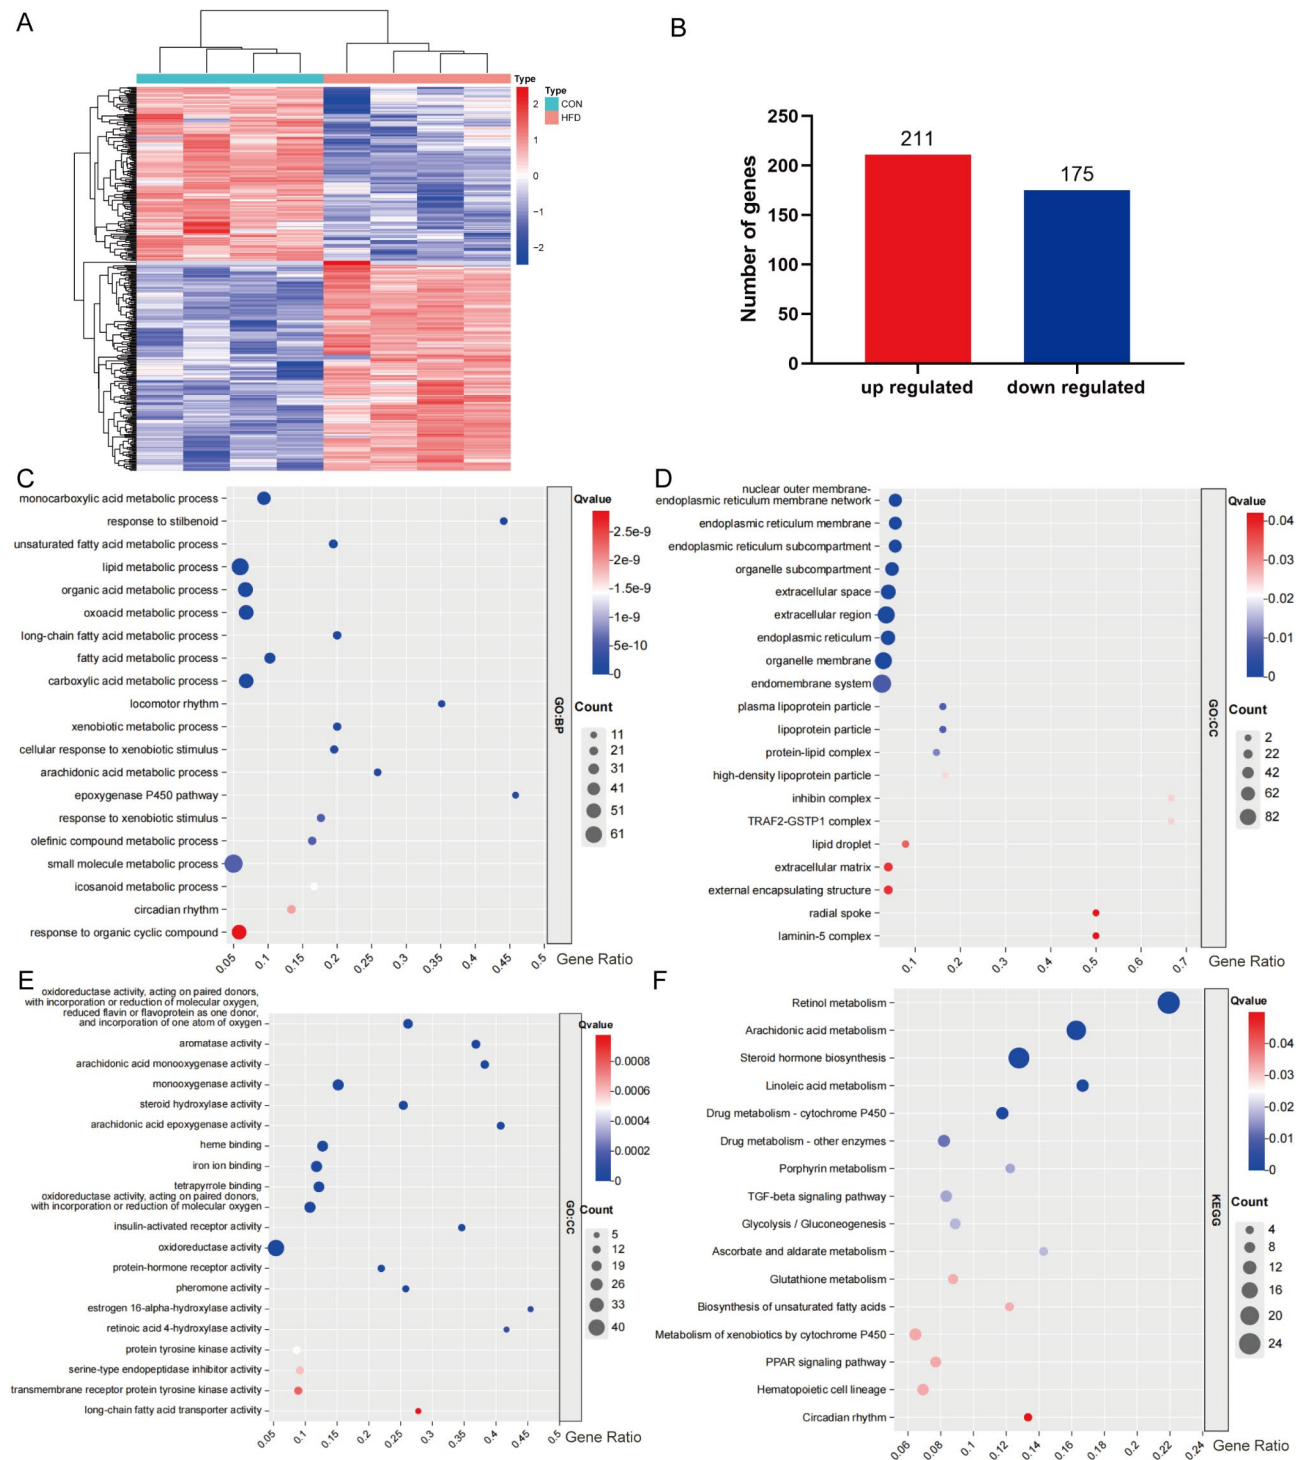 A
Type
2
1
0
−1
−2
Type
CON
HFD
B
Number of genes
250
200
150
100
50
0
211
175
up regulated
down regulated
C
monocarboxylic acid metabolic process
response to stilbenoid
unsaturated fatty acid metabolic process
lipid metabolic process
organic acid metabolic process
oxoacid metabolic process
long-chain fatty acid metabolic process
fatty acid metabolic process
carboxylic acid metabolic process
locomotor rhythm
xenobiotic metabolic process
cellular response to xenobiotic stimulus
arachidonic acid metabolic process
epoxygenase P450 pathway
response to xenobiotic stimulus
olefinic compound metabolic process
small molecule metabolic process
icosanoid metabolic process
circadian rhythm
response to organic cyclic compound
0.05 0.1 0.15 0.2 0.25 0.3 0.35 0.4 0.45 0.5 Gene Ratio
GO:BP
Qvalue
2.5e-9
2e-9
1.5e-9
1e-9
5e-10
0
Count
11
21
31
41
51
61
D
nuclear outer membrane-
endoplasmic reticulum membrane network
endoplasmic reticulum membrane
endoplasmic reticulum subcompartment
organelle subcompartment
extracellular space
extracellular region
endoplasmic reticulum
organelle membrane
endomembrane system
plasma lipoprotein particle
lipoprotein particle
protein-lipid complex
high-density lipoprotein particle
inhibin complex
TRAF2-GSTP1 complex
lipid droplet
extracellular matrix
external encapsulating structure
radial spoke
laminin-5 complex
0.1 0.2 0.3 0.4 0.5 0.6 0.7 Gene Ratio
GO:CC
Qvalue
0.04
0.03
0.02
0.01
0
Count
2
22
42
62
82
E
oxidoreductase activity, acting on paired donors,
with incorporation or reduction of molecular oxygen,
reduced flavin or flavoprotein as one donor,
and incorporation of one atom of oxygen
aromatase activity
arachidonic acid monooxygenase activity
monooxygenase activity
steroid hydroxylase activity
arachidonic acid epoxygenase activity
heme binding
iron ion binding
tetrapyrrole binding
oxidoreductase activity, acting on paired donors,
with incorporation or reduction of molecular oxygen
insulin-activated receptor activity
oxidoreductase activity
protein-hormone receptor activity
pheromone activity
estrogen 16-alpha-hydroxylase activity
retinoic acid 4-hydroxylase activity
protein tyrosine kinase activity
serine-type endopeptidase inhibitor activity
transmembrane receptor protein tyrosine kinase activity
long-chain fatty acid transporter activity
0.05 0.1 0.15 0.2 0.25 0.3 0.35 0.4 0.45 0.5 Gene Ratio
GO:CC
Qvalue
0.0008
0.0006
0.0004
0.0002
0
Count
5
12
19
26
33
40
F
Retinol metabolism
Arachidonic acid metabolism
Steroid hormone biosynthesis
Linoleic acid metabolism
Drug metabolism - cytochrome P450
Drug metabolism - other enzymes
Porphyrin metabolism
TGF-beta signaling pathway
Glycolysis / Gluconeogenesis
Ascorbate and aldarate metabolism
Glutathione metabolism
Biosynthesis of unsaturated fatty acids
Metabolism of xenobiotics by cytochrome P450
PPAR signaling pathway
Hematopoietic cell lineage
Circadian rhythm
0.06 0.08 0.1 0.12 0.14 0.16 0.18 0.2 0.22 0.24 Gene Ratio
KEGG
Qvalue
0.04
0.03
0.02
0.01
0
Count
4
8
12
16
20
24